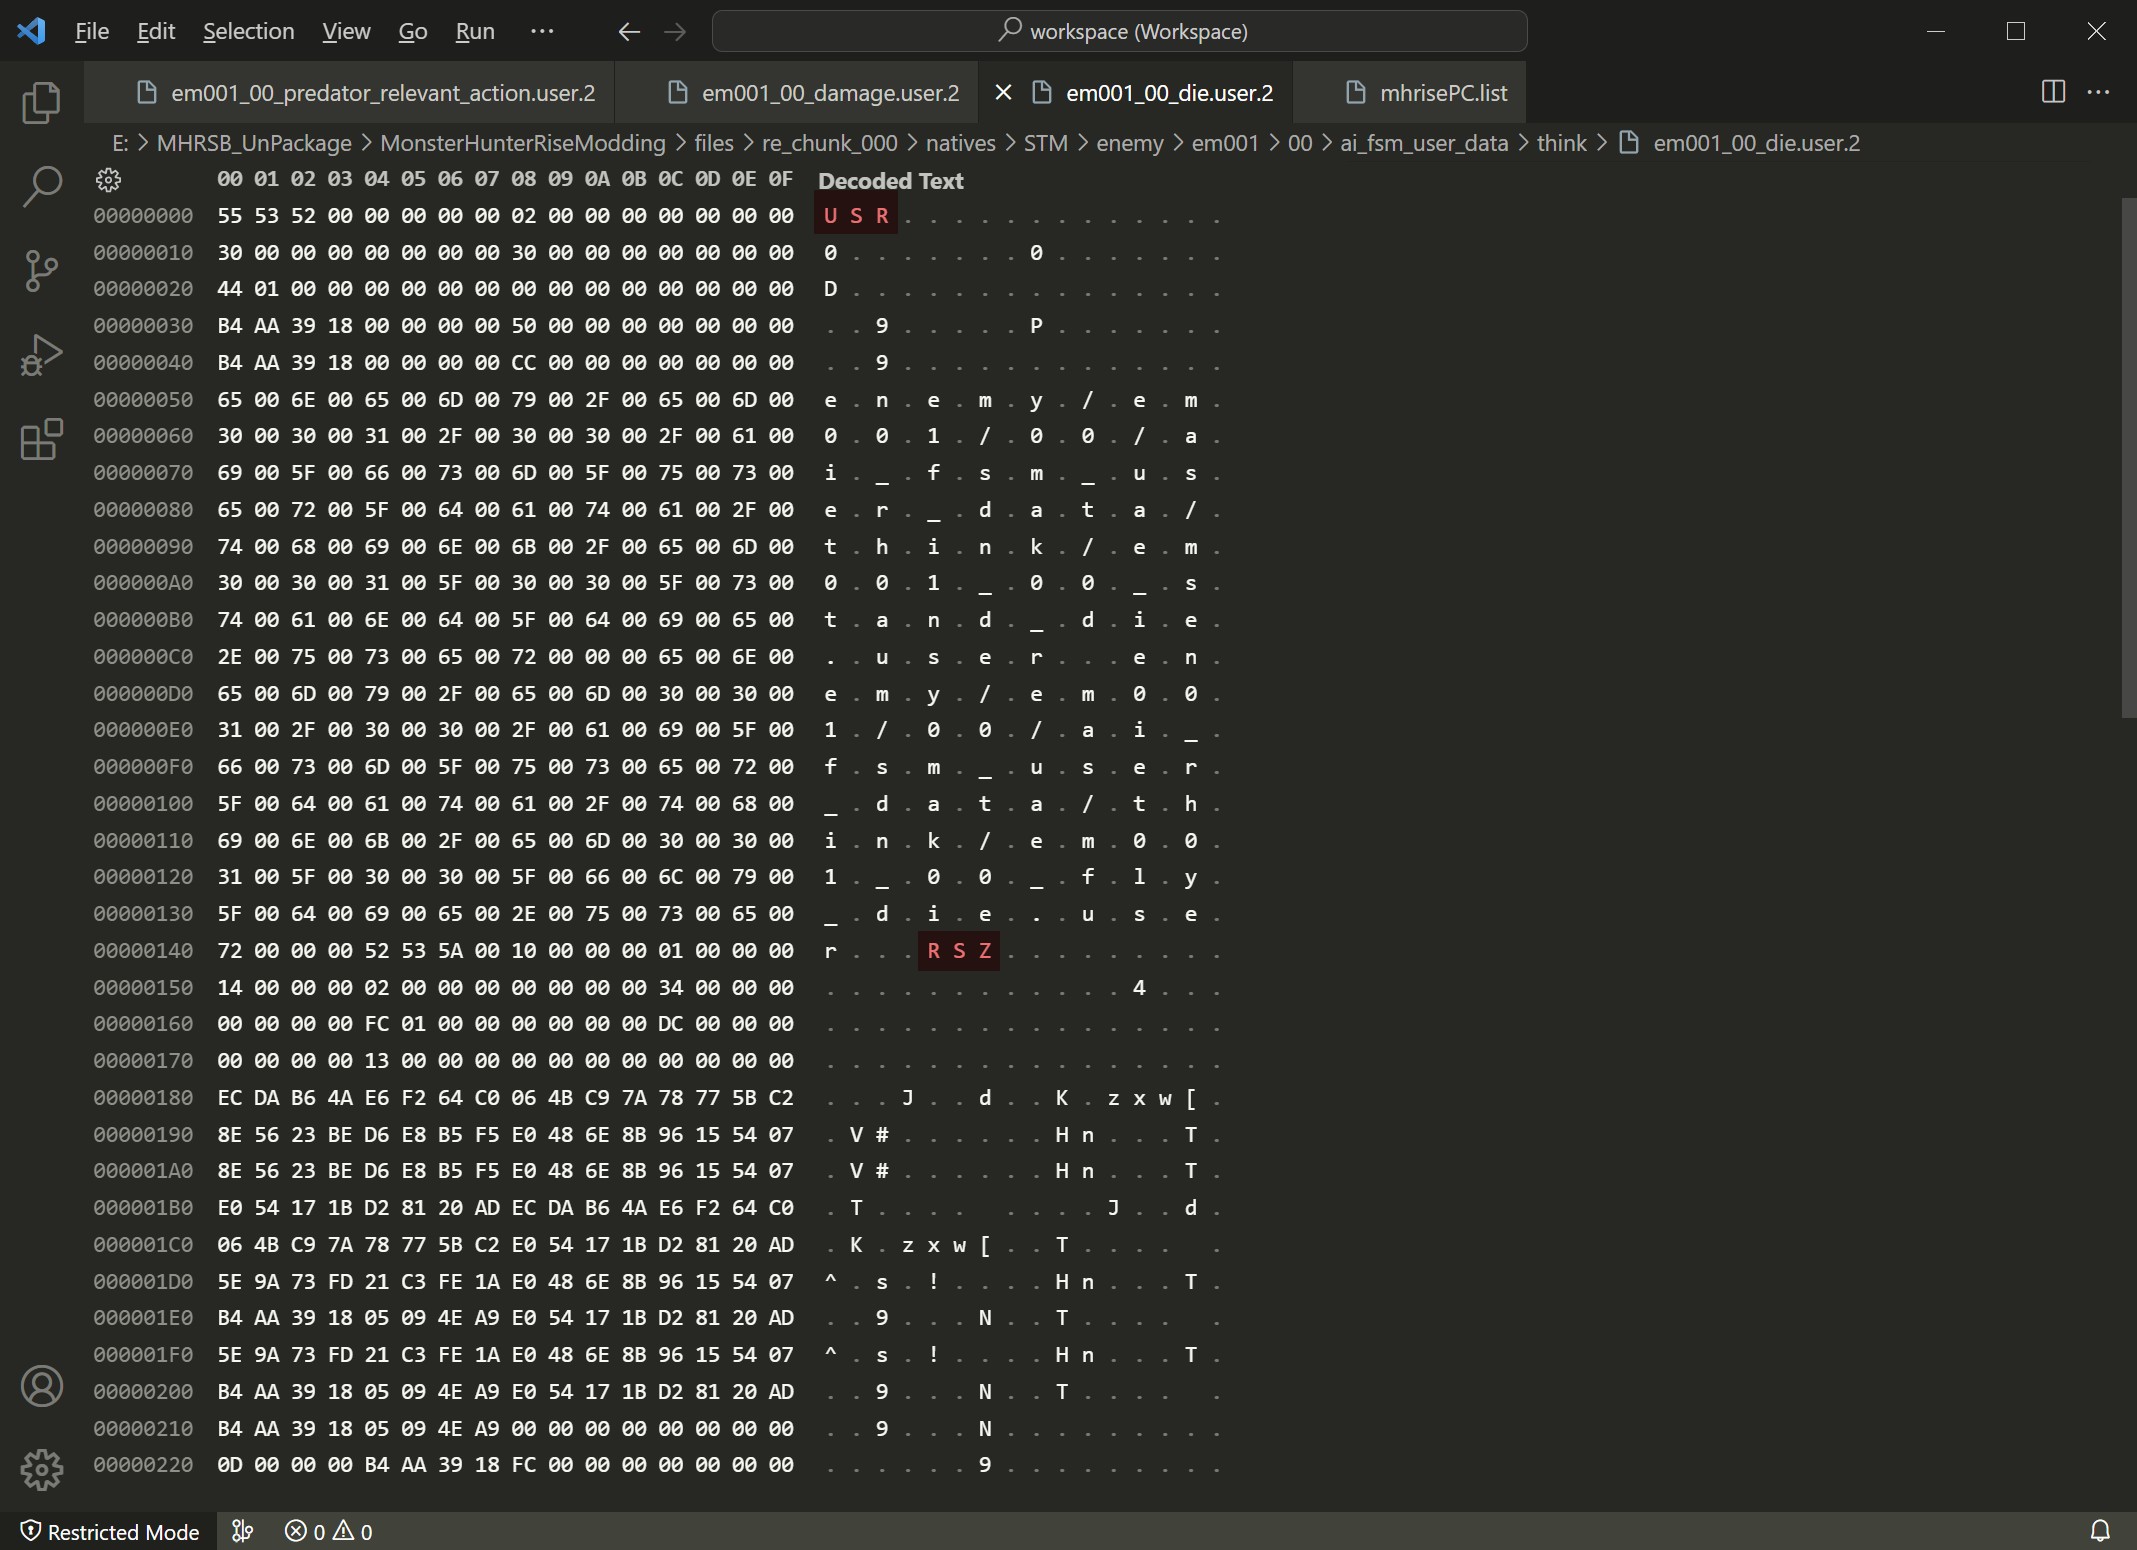 File Edit Selection View Go Run ··· workspace (Workspace)
em001_00_predator_relevant_action.user.2 em001_00_damage.user.2 em001_00_die.user.2 mhrisePC.list
E: > MHRSB_UnPackage > MonsterHunterRiseModding > files > re_chunk_000 > natives > STM > enemy > em001 > 00 > ai_fsm_user_data > think > em001_00_die.user.2
00 01 02 03 04 05 06 07 08 09 0A 0B 0C 0D 0E 0F Decoded Text
00000000 55 53 52 00 00 00 00 00 02 00 00 00 00 00 00 00 U S R . . . . . . . . . . . . .
00000010 30 00 00 00 00 00 00 00 30 00 00 00 00 00 00 00 0 . . . . . . . 0 . . . . . . .
00000020 44 01 00 00 00 00 00 00 00 00 00 00 00 00 00 00 D . . . . . . . . . . . . . . .
00000030 B4 AA 39 18 00 00 00 00 50 00 00 00 00 00 00 00 . . 9 . . . . . P . . . . . . .
00000040 B4 AA 39 18 00 00 00 00 CC 00 00 00 00 00 00 00 . . 9 . . . . . . . . . . . . .
00000050 65 00 6E 00 65 00 6D 00 79 00 2F 00 65 00 6D 00 e . n . e . m . y . / . e . m .
00000060 30 00 30 00 31 00 2F 00 30 00 30 00 2F 00 61 00 0 . 0 . 1 . / . 0 . 0 . / . a .
00000070 69 00 5F 00 66 00 73 00 6D 00 5F 00 75 00 73 00 i . _ . f . s . m . _ . u . s .
00000080 65 00 72 00 5F 00 64 00 61 00 74 00 61 00 2F 00 e . r . _ . d . a . t . a . / .
00000090 74 00 68 00 69 00 6E 00 6B 00 2F 00 65 00 6D 00 t . h . i . n . k . / . e . m .
000000A0 30 00 30 00 31 00 5F 00 30 00 30 00 5F 00 73 00 0 . 0 . 1 . _ . 0 . 0 . _ . s .
000000B0 74 00 61 00 6E 00 64 00 5F 00 64 00 69 00 65 00 t . a . n . d . _ . d . i . e .
000000C0 2E 00 75 00 73 00 65 00 72 00 00 00 65 00 6E 00 . . u . s . e . r . . . e . n .
000000D0 65 00 6D 00 79 00 2F 00 65 00 6D 00 30 00 30 00 e . m . y . / . e . m . 0 . 0 .
000000E0 31 00 2F 00 30 00 30 00 2F 00 61 00 69 00 5F 00 1 . / . 0 . 0 . / . a . i . _ .
000000F0 66 00 73 00 6D 00 5F 00 75 00 73 00 65 00 72 00 f . s . m . _ . u . s . e . r .
00000100 5F 00 64 00 61 00 74 00 61 00 2F 00 74 00 68 00 _ . d . a . t . a . / . t . h .
00000110 69 00 6E 00 6B 00 2F 00 65 00 6D 00 30 00 30 00 i . n . k . / . e . m . 0 . 0 .
00000120 31 00 5F 00 30 00 30 00 5F 00 66 00 6C 00 79 00 1 . _ . 0 . 0 . _ . f . l . y .
00000130 5F 00 64 00 69 00 65 00 2E 00 75 00 73 00 65 00 _ . d . i . e . . . u . s . e .
00000140 72 00 00 00 52 53 5A 00 10 00 00 00 01 00 00 00 r . . . R S Z . . . . . . . . .
00000150 14 00 00 00 02 00 00 00 00 00 00 00 34 00 00 00 . . . . . . . . . . . . 4 . . .
00000160 00 00 00 00 FC 01 00 00 00 00 00 00 DC 00 00 00 . . . . . . . . . . . . . . . .
00000170 00 00 00 00 13 00 00 00 00 00 00 00 00 00 00 00 . . . . . . . . . . . . . . . .
00000180 EC DA B6 4A E6 F2 64 C0 06 4B C9 7A 78 77 5B C2 . . . J . . d . . K . z x w [ .
00000190 8E 56 23 BE D6 E8 B5 F5 E0 48 6E 8B 96 15 54 07 . V # . . . . . . H n . . . T .
000001A0 8E 56 23 BE D6 E8 B5 F5 E0 48 6E 8B 96 15 54 07 . V # . . . . . . H n . . . T .
000001B0 E0 54 17 1B D2 81 20 AD EC DA B6 4A E6 F2 64 C0 . T . . . .   . . . . J . . d .
000001C0 06 4B C9 7A 78 77 5B C2 E0 54 17 1B D2 81 20 AD . K . z x w [ . . T . . . .   .
000001D0 5E 9A 73 FD 21 C3 FE 1A E0 48 6E 8B 96 15 54 07 ^ . s . ! . . . . H n . . . T .
000001E0 B4 AA 39 18 05 09 4E A9 E0 54 17 1B D2 81 20 AD . . 9 . . . N . . T . . . .   .
000001F0 5E 9A 73 FD 21 C3 FE 1A E0 48 6E 8B 96 15 54 07 ^ . s . ! . . . . H n . . . T .
00000200 B4 AA 39 18 05 09 4E A9 E0 54 17 1B D2 81 20 AD . . 9 . . . N . . T . . . .   .
00000210 B4 AA 39 18 05 09 4E A9 00 00 00 00 00 00 00 00 . . 9 . . . N . . . . . . . . .
00000220 0D 00 00 00 B4 AA 39 18 FC 00 00 00 00 00 00 00 . . . . . . 9 . . . . . . . . .
Restricted Mode 0 0